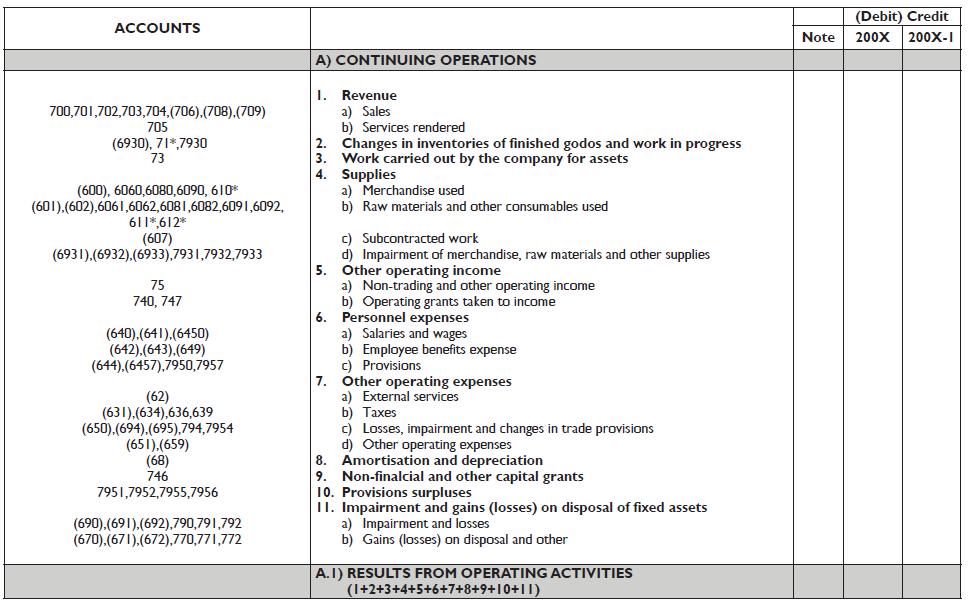 ACCOUNTS
(Debit) Credit
Note 200X 200X-1
A) CONTINUING OPERATIONS
1. Revenue
700,701,702,703,704,(706),(708),(709) a) Sales
705 b) Services rendered
(6930), 71*,7930 2. Changes in inventories of finished godos and work in progress
73 3. Work carried out by the company for assets
4. Supplies
(600), 6060,6080,6090, 610* a) Merchandise used
(601),(602),6061,6062,6081,6082,6091,6092, b) Raw materials and other consumables used
611*,612*
(607) c) Subcontracted work
(6931),(6932),(6933),7931,7932,7933 d) Impairment of merchandise, raw materials and other supplies
5. Other operating income
75 a) Non-trading and other operating income
740, 747 b) Operating grants taken to income
6. Personnel expenses
(640),(641),(6450) a) Salaries and wages
(642),(643),(649) b) Employee benefits expense
(644),(6457),7950,7957 c) Provisions
7. Other operating expenses
(62) a) External services
(631),(634),636,639 b) Taxes
(650),(694),(695),794,7954 c) Losses, impairment and changes in trade provisions
(651),(659) d) Other operating expenses
(68) 8. Amortisation and depreciation
746 9. Non-finalcial and other capital grants
7951,7952,7955,7956 10. Provisions surpluses
11. Impairment and gains (losses) on disposal of fixed assets
(690),(691),(692),790,791,792 a) Impairment and losses
(670),(671),(672),770,771,772 b) Gains (losses) on disposal and other
A.1) RESULTS FROM OPERATING ACTIVITIES
(1+2+3+4+5+6+7+8+9+10+11)